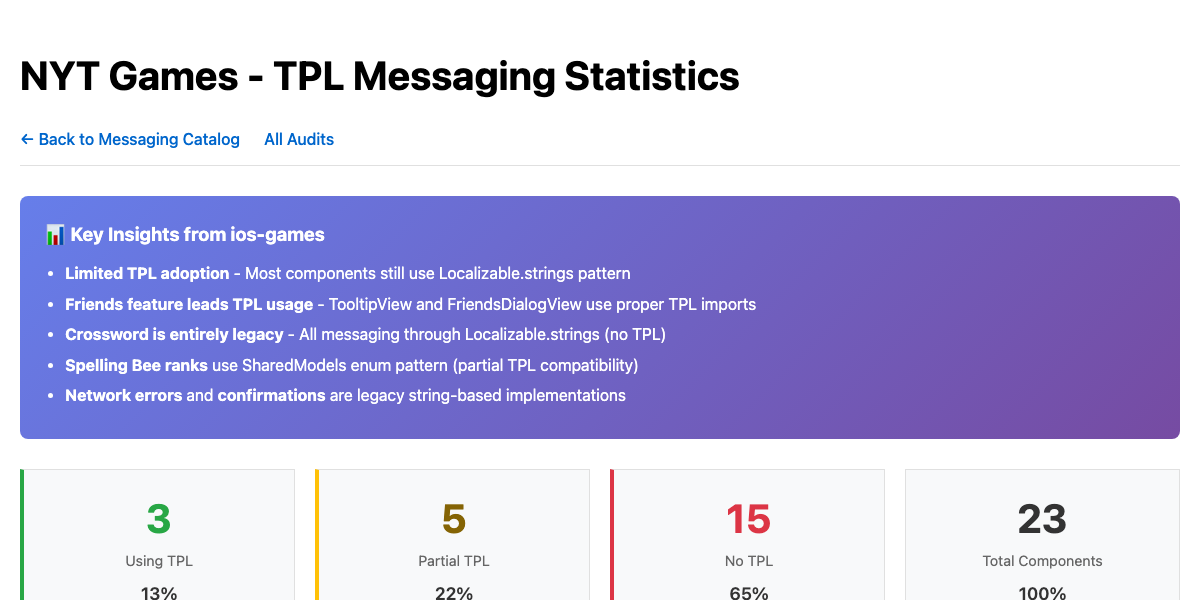 NYT Games - TPL Messaging Statistics
← Back to Messaging Catalog All Audits
📊 Key Insights from ios-games
• Limited TPL adoption - Most components still use Localizable.strings pattern
• Friends feature leads TPL usage - TooltipView and FriendsDialogView use proper TPL imports
• Crossword is entirely legacy - All messaging through Localizable.strings (no TPL)
• Spelling Bee ranks use SharedModels enum pattern (partial TPL compatibility)
• Network errors and confirmations are legacy string-based implementations
3
Using TPL
13%
5
Partial TPL
22%
15
No TPL
65%
23
Total Components
100%